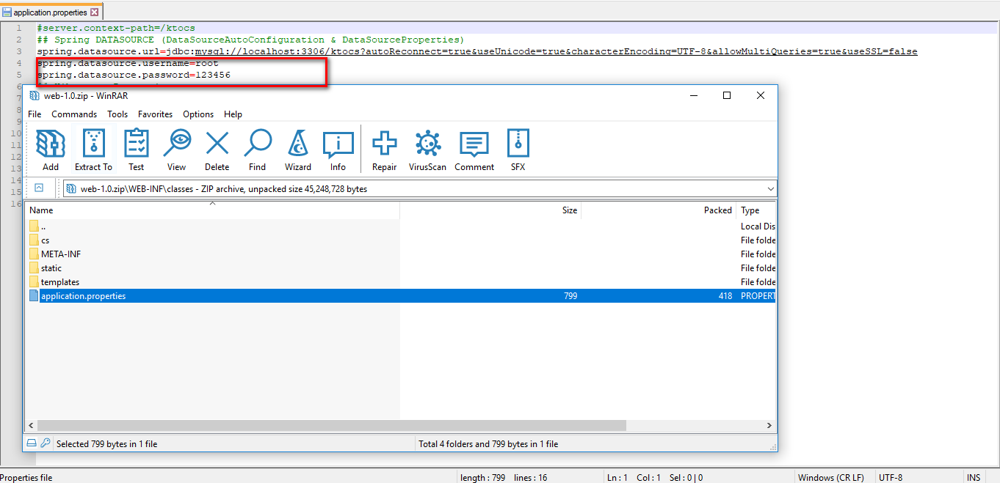 application.properties
1 #server.context-path=/ktocs
2 ## Spring DATASOURCE (DataSourceAutoConfiguration & DataSourceProperties)
3 spring.datasource.url=jdbc:mysql://localhost:3306/ktocs?autoReconnect=true&useUnicode=true&characterEncoding=UTF-8&allowMultiQueries=true&useSSL=false
4 spring.datasource.username=root
5 spring.datasource.password=123456
6
7
8
9
10
11
12
13
14
15
16
web-1.0.zip - WinRAR
File Commands Tools Favorites Options Help
Add Extract To Test View Delete Find Wizard Info Repair VirusScan Comment SFX
web-1.0.zip\WEB-INF\classes - ZIP archive, unpacked size 45,248,728 bytes
Name Size Packed Type
.. Local Dis
cs File folde
META-INF File folde
static File folde
templates File folde
application.properties 799 418 PROPERT
Selected 799 bytes in 1 file Total 4 folders and 799 bytes in 1 file
Properties file length : 799 lines : 16 Ln : 1 Col : 1 Sel : 0 | 0 Windows (CR LF) UTF-8 INS